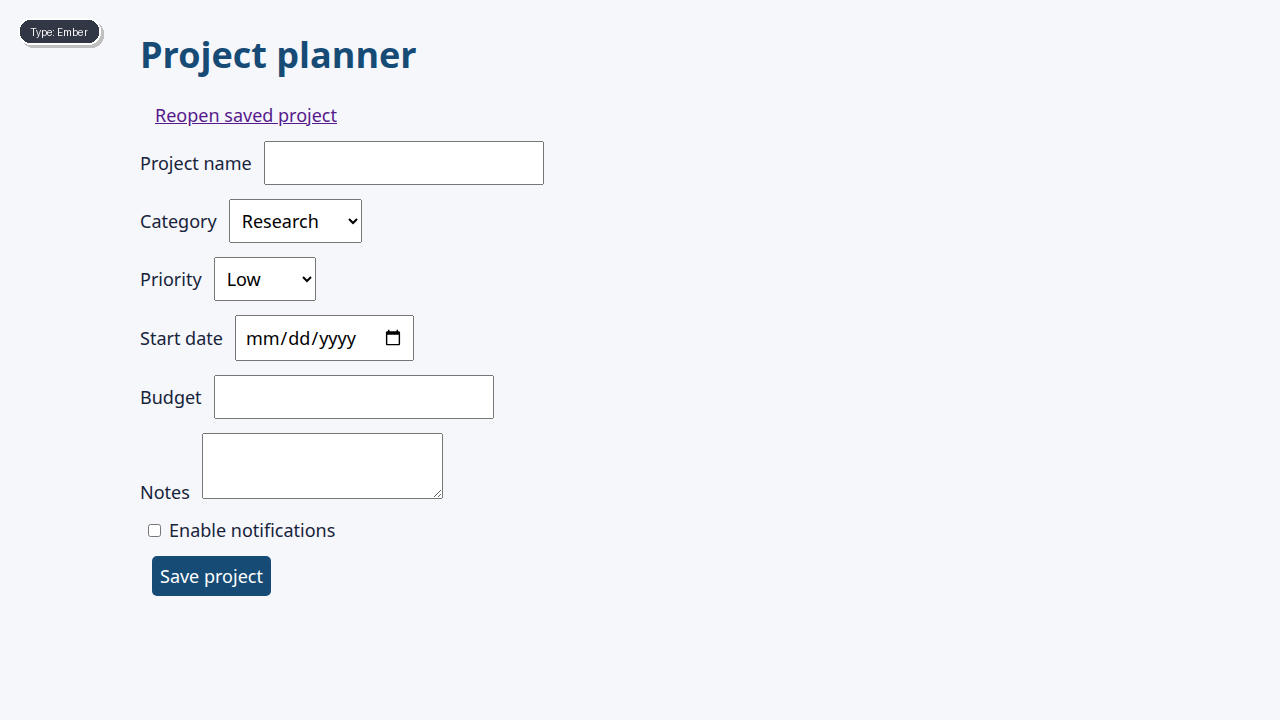 Type: Ember
Project planner
Reopen saved project
Project name
Category Research
Priority Low
Start date mm/dd/yyyy
Budget
Notes
Enable notifications
Save project